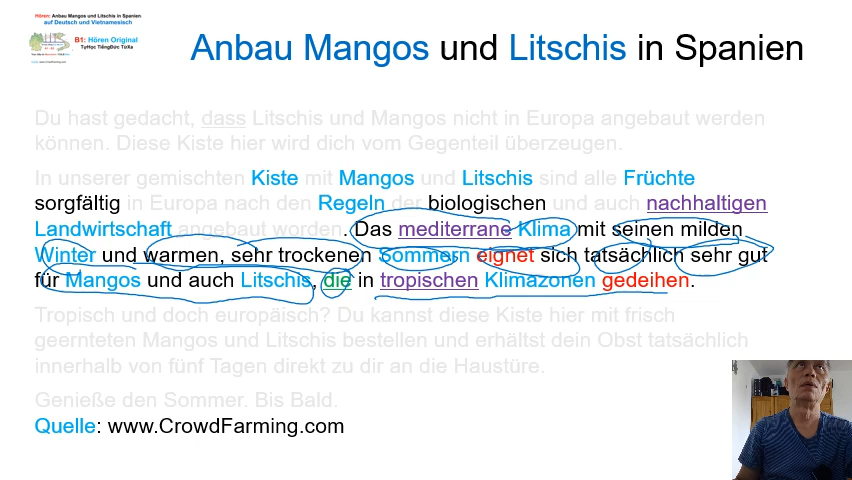 Hören: Anbau Mangos und Litschis in Spanien
auf Deutsch und Vietnamesisch
B1: Hören Original
TựHọc TiếngĐức TừXa
Anbau Mangos und Litschis in Spanien
Du hast gedacht, dass Litschis und Mangos nicht in Europa angebaut werden
können. Diese Kiste hier wird dich vom Gegenteil überzeugen.
In unserer gemischten Kiste mit Mangos und Litschis sind alle Früchte
sorgfältig in Europa nach den Regeln der biologischen und auch nachhaltigen
Landwirtschaft angebaut worden. Das mediterrane Klima mit seinen milden
Winter und warmen, sehr trockenen Sommern eignet sich tatsächlich sehr gut
für Mangos und auch Litschis, die in tropischen Klimazonen gedeihen.
Tropisch und doch europäisch? Du kannst diese Kiste hier mit frisch
geernteten Mangos und Litschis bestellen und erhältst dein Obst tatsächlich
innerhalb von fünf Tagen direkt zu dir an die Haustüre.
Genieße den Sommer. Bis Bald.
Quelle: www.CrowdFarming.com